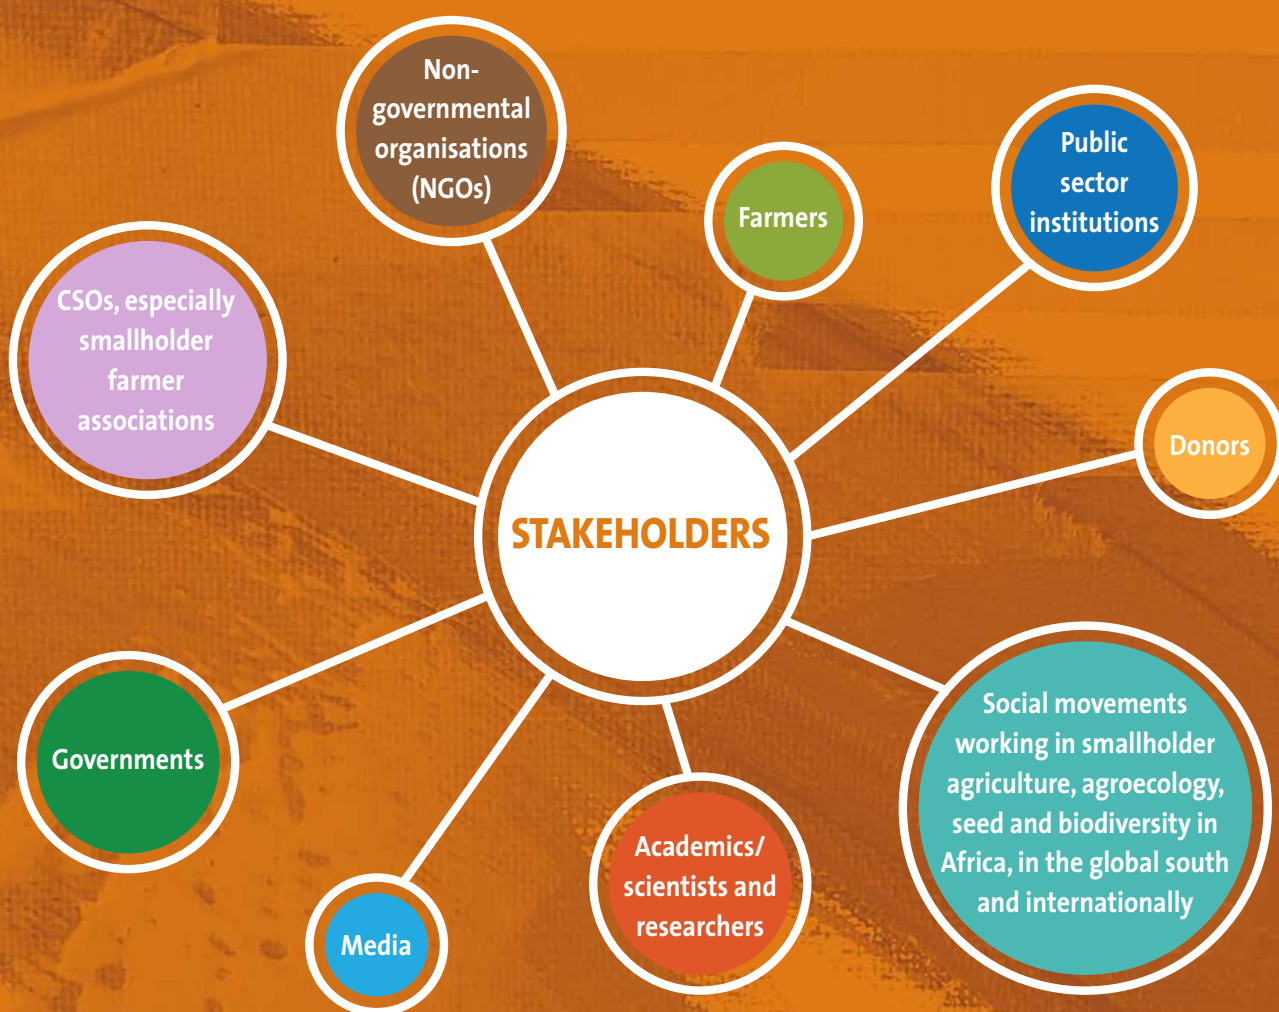 Non-
governmental
organisations
(NGOs)
Farmers
Public
sector
institutions
CSOs, especially
smallholder
farmer
associations
Donors
STAKEHOLDERS
Governments
Social movements
working in smallholder
agriculture, agroecology,
seed and biodiversity in
Africa, in the global south
and internationally
Academics/
scientists and
researchers
Media